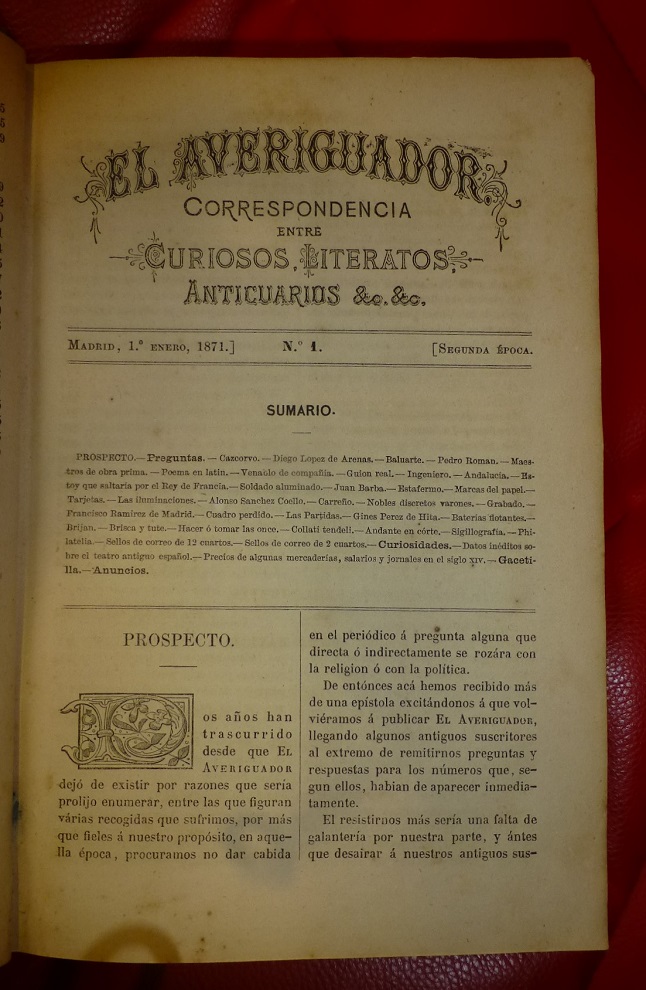 EL AVERIGUADOR.
CORRESPONDENCIA
ENTRE
CURIOSOS, LITERATOS,
ANTICUARIOS &c. &c.
MADRID, 1.º ENERO, 1871.] N.º 1. [SEGUNDA ÉPOCA.
SUMARIO.
PROSPECTO.—Preguntas.—Cazcorvo.—Diego Lopez de Arenas.—Baluarte.—Pedro Roman.—Maes-
tros de obra prima.—Poema en latin.—Venablo de compañía.—Guion real.—Ingeniero.—Andalucía.—Es-
toy que saltaria por el Rey de Francia.—Soldado aluminado.—Juan Barba.—Estafermo.—Marcas del papel.—
Tarjetas.—Las iluminaciones.—Alonso Sanchez Coello.—Carreño.—Nobles discretos varones.—Grabado.—
Francisco Ramirez de Madrid.—Cuadro perdido.—Las Partidas.—Gines Perez de Hita.—Baterías flotantes.—
Brijan.—Brisca y tute.—Hacer ó tomar las once.—Collati tendeli.—Andante en córte.—Sigillografía.—Phi-
latelia.—Sellos de correo de 12 cuartos.—Sellos de correo de 2 cuartos.—Curiosidades.—Datos inéditos so-
bre el teatro antiguo español.—Precios de algunas mercaderías, salarios y jornales en el siglo XIV.—Gaceti-
lla.—Anuncios.
PROSPECTO.
Dos años han
trascurrido
desde que EL
AVERIGUADOR
dejó de existir por razones que sería
prolijo enumerar, entre las que figuran
várias recogidas que sufrimos, por más
que fieles á nuestro propósito, en aque-
lla época, procuramos no dar cabida
en el periódico á pregunta alguna que
directa ó indirectamente se rozára con
la religion ó con la política.
De entónces acá hemos recibido más
de una epístola excitándonos á que vol-
viéramos á publicar EL AVERIGUADOR,
llegando algunos antiguos suscritores
al extremo de remitirnos preguntas y
respuestas para los números que, se-
gun ellos, habian de aparecer inmedia-
tamente.
El resistirnos más sería una falta de
galantería por nuestra parte, y ántes
que desairar á nuestros antiguos sus-